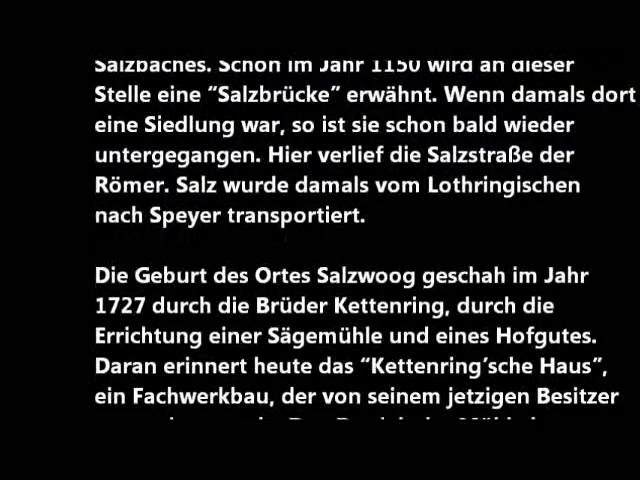 Salzbaches. Schon im Jahr 1150 wird an dieser
Stelle eine “Salzbrücke” erwähnt. Wenn damals dort
eine Siedlung war, so ist sie schon bald wieder
untergegangen. Hier verlief die Salzstraße der
Römer. Salz wurde damals vom Lothringischen
nach Speyer transportiert.
Die Geburt des Ortes Salzwoog geschah im Jahr
1727 durch die Brüder Kettenring, durch die
Errichtung einer Sägemühle und eines Hofgutes.
Daran erinnert heute das “Kettenring’sche Haus”,
ein Fachwerkbau, der von seinem jetzigen Besitzer